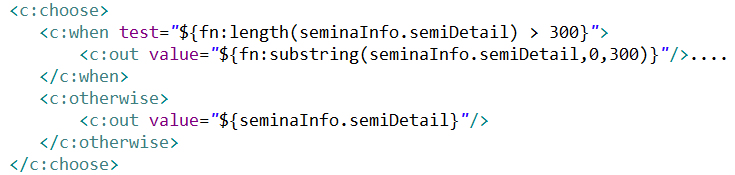 <c:choose>
<c:when test="${fn:length(seminaInfo.semiDetail) > 300}">
<c:out value="${fn:substring(seminaInfo.semiDetail,0,300)}"/>....
</c:when>
<c:otherwise>
<c:out value="${seminaInfo.semiDetail}"/>
</c:otherwise>
</c:choose>